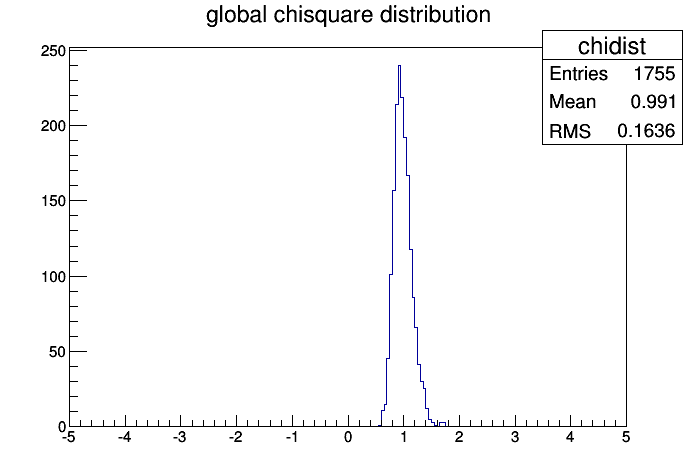 global chisquare distribution
chidist
Entries 1755
Mean 0.991
RMS 0.1636
250
200
150
100
50
0
-5 -4 -3 -2 -1 0 1 2 3 4 5